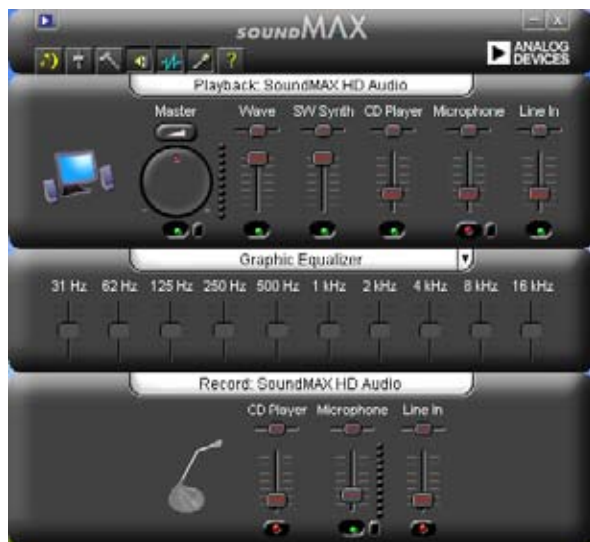 SOUNDMAX
ANALOG DEVICES
?
Playback: SoundMAX HD Audio
Master Wave SW Synth CD Player Microphone Line In
Graphic Equalizer
31 Hz 62 Hz 125 Hz 250 Hz 500 Hz 1 kHz 2 kHz 4 kHz 8 kHz 16 kHz
Record: SoundMAX HD Audio
CD Player Microphone Line In